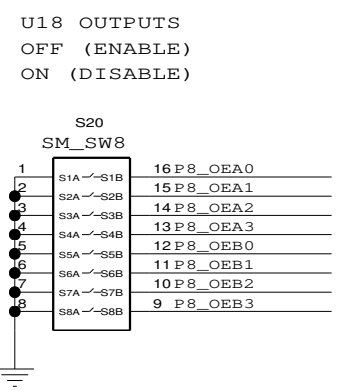 U18 OUTPUTS
OFF (ENABLE)
ON (DISABLE)
S20
SM_SW8
1 S1A S1B 16 P8_OEA0
2 S2A S2B 15 P8_OEA1
3 S3A S3B 14 P8_OEA2
4 S4A S4B 13 P8_OEA3
5 S5A S5B 12 P8_OEB0
6 S6A S6B 11 P8_OEB1
7 S7A S7B 10 P8_OEB2
8 S8A S8B 9 P8_OEB3